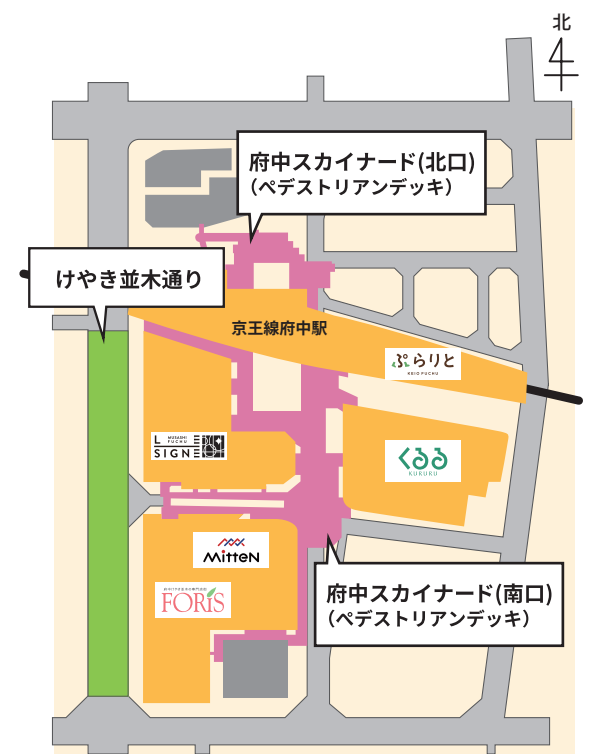 北
府中スカイナード(北口)
(ペデストリアンデッキ)
けやき並木通り
京王線府中駅
ぷらりと
KEIO FUCHU
MUSASHI
FUCHU
LE
SIGNE
くるる
KURURU
MitteN
FORIS
府中スカイナード(南口)
(ペデストリアンデッキ)